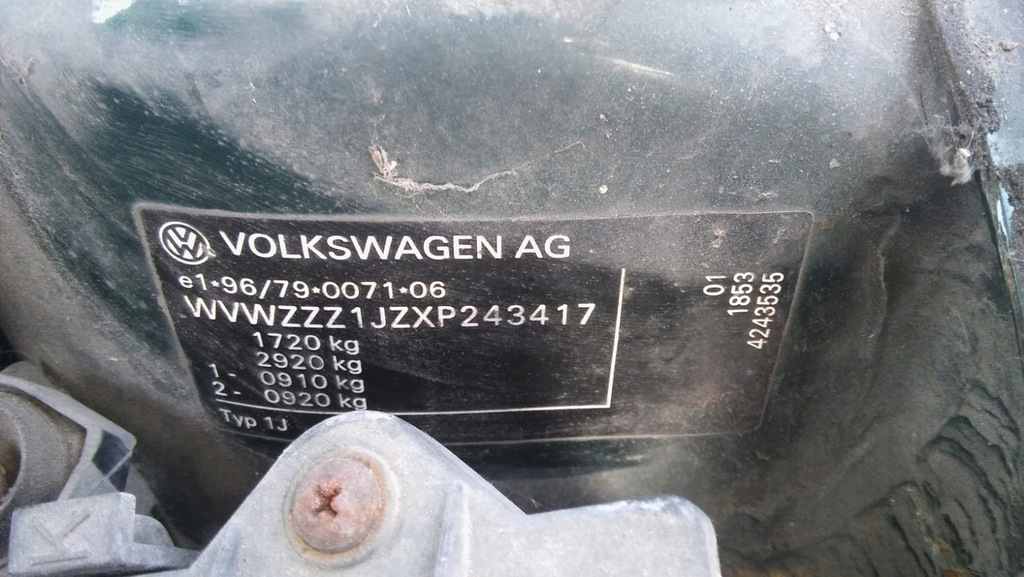 VOLKSWAGEN AG
e1*96/79*0071*06
WVWZZZ1JZXP243417
1720 kg
2920 kg
1 - 0910 kg
2 - 0920 kg
Typ 1J
01
1853
4243535